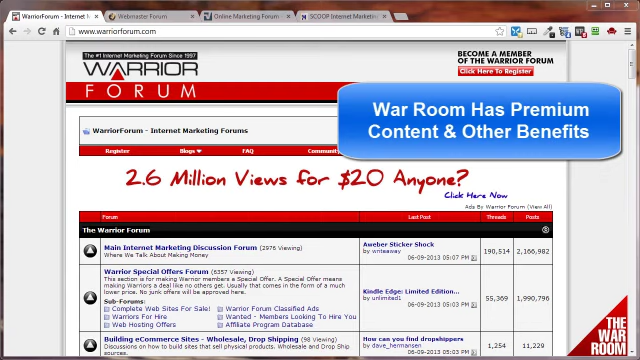 WarriorForum - Internet Marketin
Webmaster Forum
Online Marketing Forum
SCOOP Internet Marketing
www.warriorforum.com
The #1 Internet Marketing Forum Since 1997
WARRIOR
FORUM
BECOME A MEMBER
OF THE WARRIOR FORUM
Click Here To Register
War Room Has Premium
Content & Other Benefits
WarriorForum - Internet Marketing Forums
Register
Blogs
FAQ
Community
2.6 Million Views for $20 Anyone?
Click Here Now
Ads By Warrior Forum (View All)
Forum
Last Post
Threads
Posts
The Warrior Forum
Main Internet Marketing Discussion Forum (2976 Viewing)
Where We Talk About Making Money
Aweber Sticker Shock
by writeaway
06-09-2013 05:07 PM
190,514
2,166,982
Warrior Special Offers Forum (6357 Viewing)
This section is for making Warrior members a Special Offer. A Special Offer means
making Warriors a deal like no others get. Usually that comes in the form of a much
lower price. No junk offers will be approved here.
Sub-Forums:
Complete Web Sites For Sale!
Warrior Forum Classified Ads
Warriors For Hire
Wanted - Members Looking To Hire You
Web Hosting Offers
Affiliate Program Database
Kindle Edge: Limited Edition...
by unlimited1
06-09-2013 05:03 PM
55,369
1,990,796
Building eCommerce Sites - Wholesale, Drop Shipping (98 Viewing)
Discussions on how to build sites that sell physical products. Wholesale, Drop Shipping, product
sources.
How can you find dropshippers
by dave_hermansen
1,254
11,229
THE
WAR
ROOM